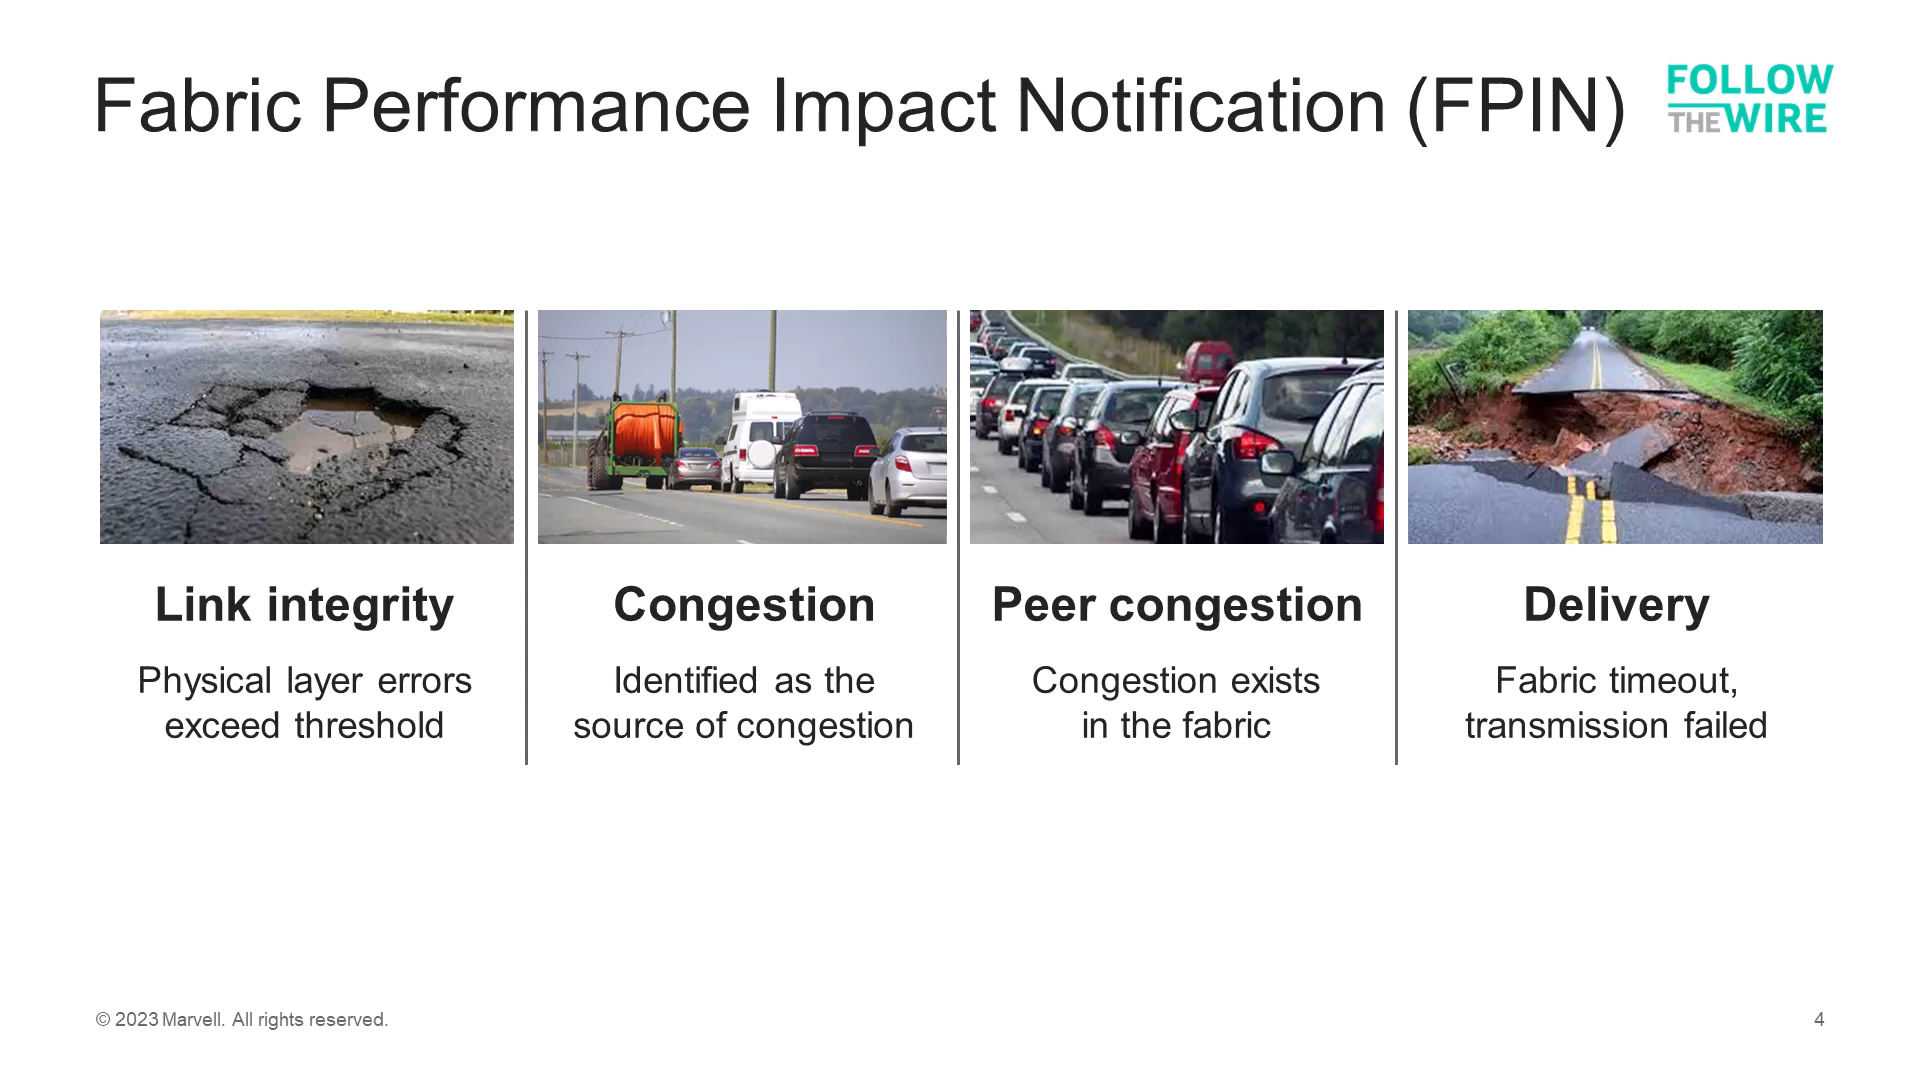 Fabric Performance Impact Notification (FPIN)
FOLLOW
THE WIRE
Link integrity
Physical layer errors
exceed threshold
Congestion
Identified as the
source of congestion
Peer congestion
Congestion exists
in the fabric
Delivery
Fabric timeout,
transmission failed
© 2023 Marvell. All rights reserved.
4